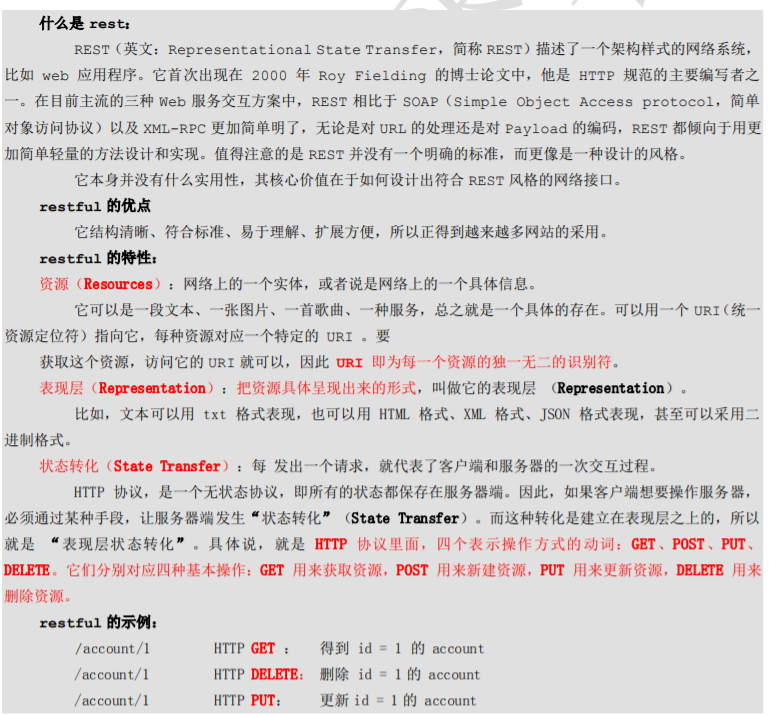 什么是 rest:
REST(英文:Representational State Transfer,简称 REST)描述了一个架构样式的网络系统,
比如 web 应用程序。它首次出现在 2000 年 Roy Fielding 的博士论文中,他是 HTTP 规范的主要编写者之
一。在目前主流的三种 Web 服务交互方案中,REST 相比于 SOAP(Simple Object Access protocol,简单
对象访问协议)以及 XML-RPC 更加简单明了,无论是对 URL 的处理还是对 Payload 的编码,REST 都倾向于用更
加简单轻量的方法设计和实现。值得注意的是 REST 并没有一个明确的标准,而更像是一种设计的风格。
它本身并没有什么实用性,其核心价值在于如何设计出符合 REST 风格的网络接口。
restful 的优点
它结构清晰、符合标准、易于理解、扩展方便,所以正得到越来越多网站的采用。
restful 的特性:
资源(Resources):网络上的一个实体,或者说是网络上的一个具体信息。
它可以是一段文本、一张图片、一首歌曲、一种服务,总之就是一个具体的存在。可以用一个 URI(统一
资源定位符)指向它,每种资源对应一个特定的 URI 。要
获取这个资源,访问它的 URI 就可以,因此 URI 即为每一个资源的独一无二的识别符。
表现层(Representation):把资源具体呈现出来的形式,叫做它的表现层 (Representation)。
比如,文本可以用 txt 格式表现,也可以用 HTML 格式、XML 格式、JSON 格式表现,甚至可以采用二
进制格式。
状态转化(State Transfer):每 发出一个请求,就代表了客户端和服务器的一次交互过程。
HTTP 协议,是一个无状态协议,即所有的状态都保存在服务器端。因此,如果客户端想要操作服务器,
必须通过某种手段,让服务器端发生“状态转化”(State Transfer)。而这种转化是建立在表现层之上的,所以
就是 “表现层状态转化”。具体说,就是 HTTP 协议里面,四个表示操作方式的动词:GET、POST、PUT、
DELETE。它们分别对应四种基本操作:GET 用来获取资源,POST 用来新建资源,PUT 用来更新资源,DELETE 用来
删除资源。
restful 的示例:
/account/1 HTTP GET : 得到 id = 1 的 account
/account/1 HTTP DELETE: 删除 id = 1 的 account
/account/1 HTTP PUT: 更新 id = 1 的 account